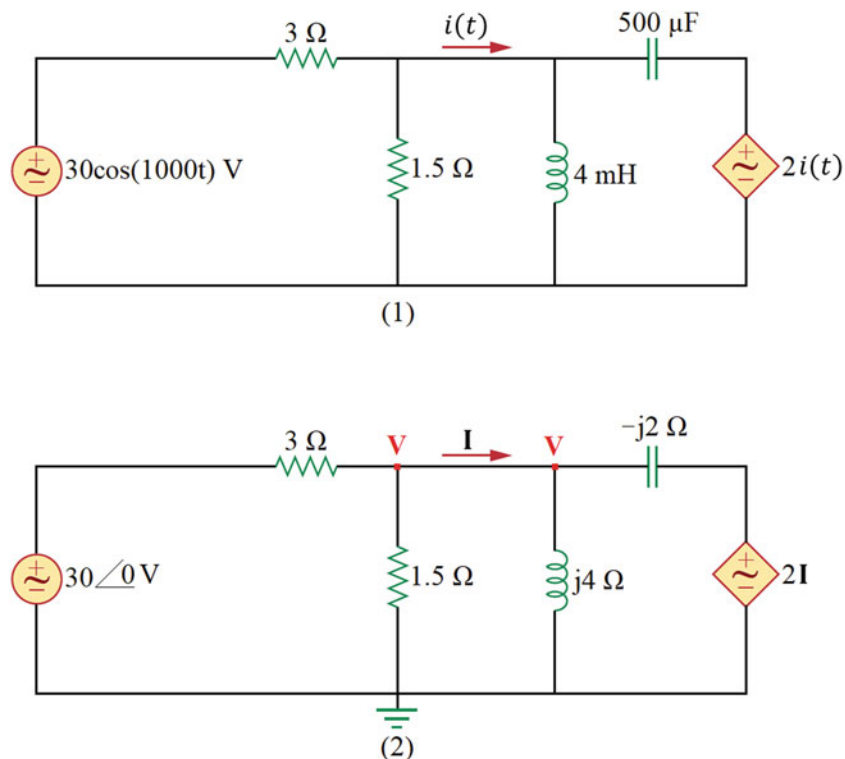 3 Ω
i(t)
500 µF
30cos(1000t) V
1.5 Ω
4 mH
2i(t)
(1)
3 Ω
V
I
V
−j2 Ω
30∠0 V
1.5 Ω
j4 Ω
2I
(2)